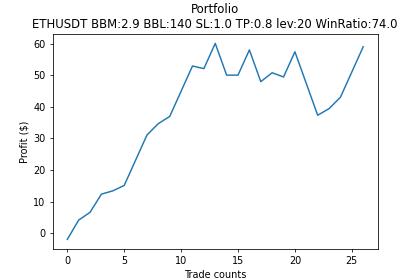 Portfolio
ETHUSDT BBM:2.9 BBL:140 SL:1.0 TP:0.8 lev:20 WinRatio:74.0
60
50
40
30
20
10
0
Profit ($)
0 5 10 15 20 25
Trade counts